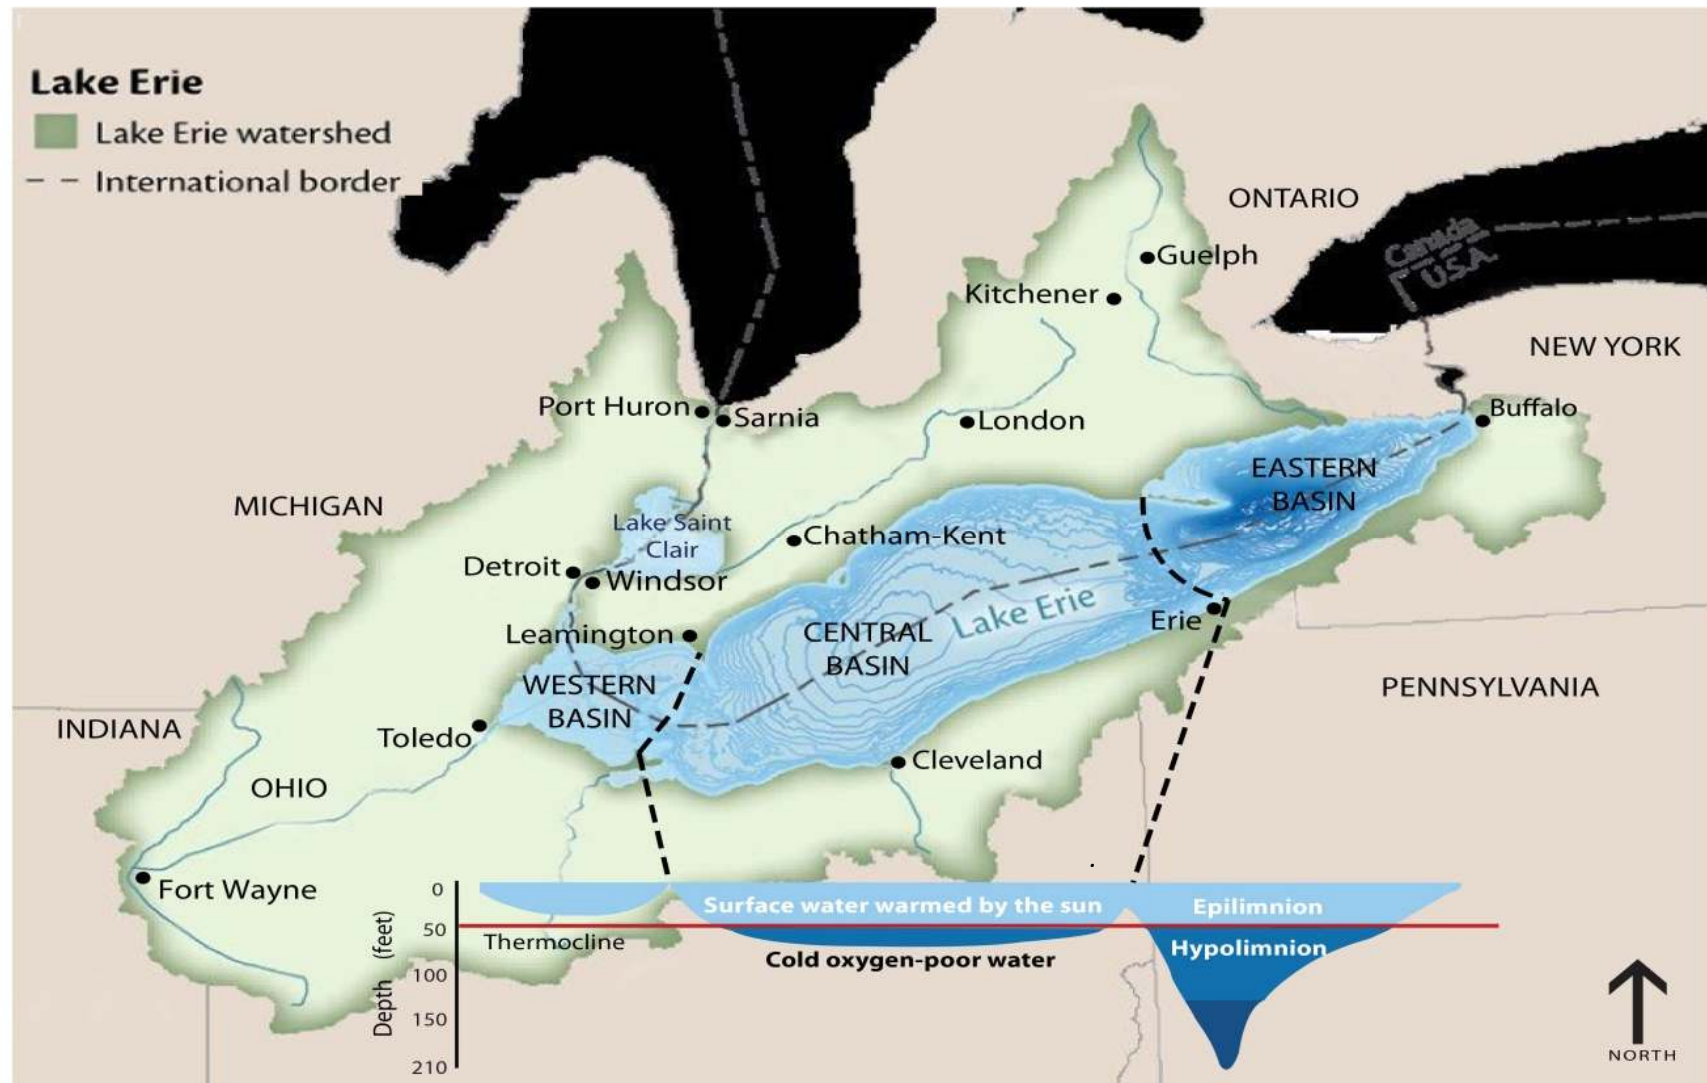 Lake Erie
Lake Erie watershed
International border
ONTARIO
Canada
U.S.A.
Guelph
Kitchener
NEW YORK
Port Huron
Sarnia
London
Buffalo
EASTERN
BASIN
MICHIGAN
Lake Saint
Clair
Chatham-Kent
Detroit
Windsor
Lake Erie
Erie
Leamington
CENTRAL
BASIN
WESTERN
BASIN
PENNSYLVANIA
INDIANA
Toledo
Cleveland
OHIO
Fort Wayne
Depth (feet)
0
50
100
150
210
Surface water warmed by the sun
Epilimnion
Thermocline
Hypolimnion
Cold oxygen-poor water
NORTH